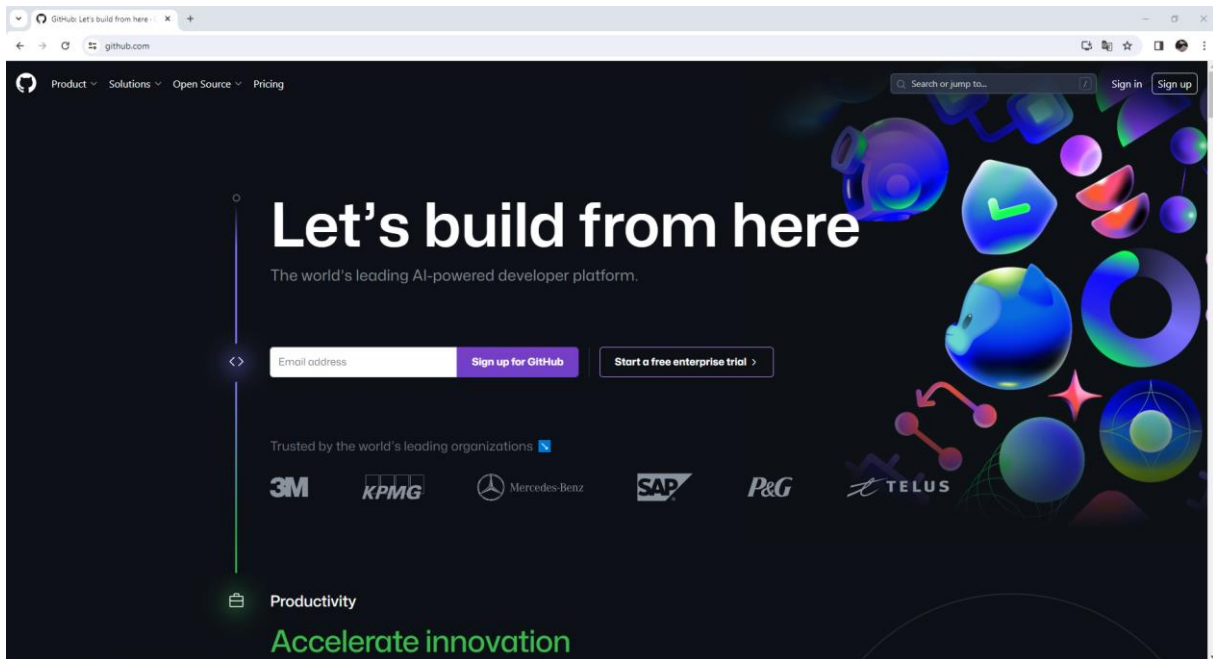 GitHub: Let's build from here ·
github.com
Product Solutions Open Source Pricing
Search or jump to...
/
Sign in
Sign up
Let's build from here
The world's leading AI-powered developer platform.
Email address
Sign up for GitHub
Start a free enterprise trial >
Trusted by the world's leading organizations ↘
3M KPMG Mercedes-Benz SAP P&G TELUS
Productivity
Accelerate innovation